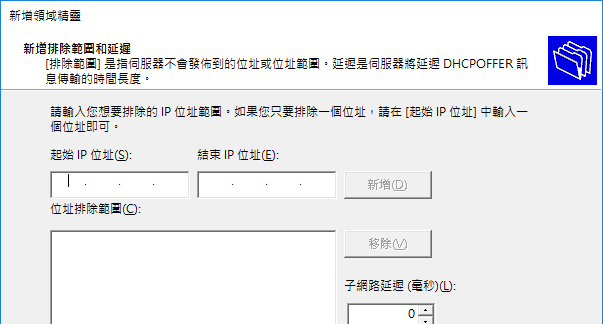 新增領域精靈
新增排除範圍和延遲
[排除範圍] 是指伺服器不會發佈到的位址或位址範圍。延遲是伺服器將延遲 DHCPOFFER 訊
息傳輸的時間長度。
請輸入您想要排除的 IP 位址範圍。如果您只要排除一個位址，請在 [起始 IP 位址] 中輸入一
個位址即可。
起始 IP 位址(S): 結束 IP 位址(E):
. . . . . . 新增(D)
位址排除範圍(C):
移除(V)
子網路延遲 (毫秒)(L):
0